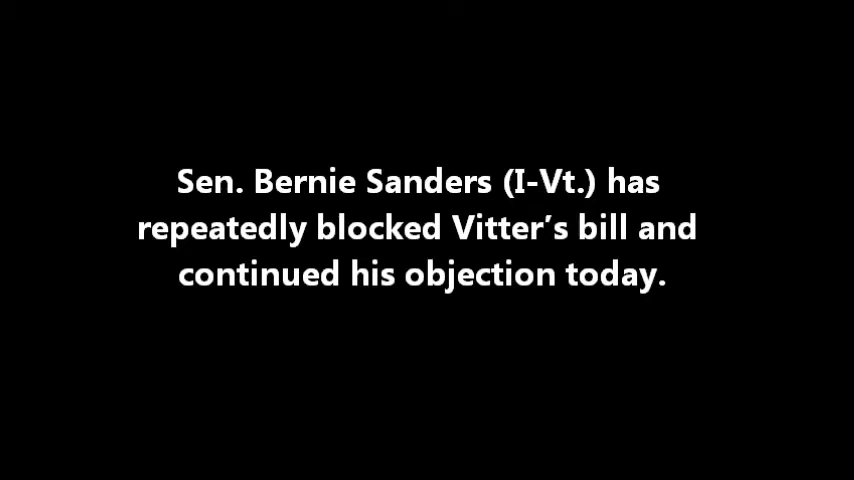 Sen. Bernie Sanders (I-Vt.) has
repeatedly blocked Vitter’s bill and
continued his objection today.